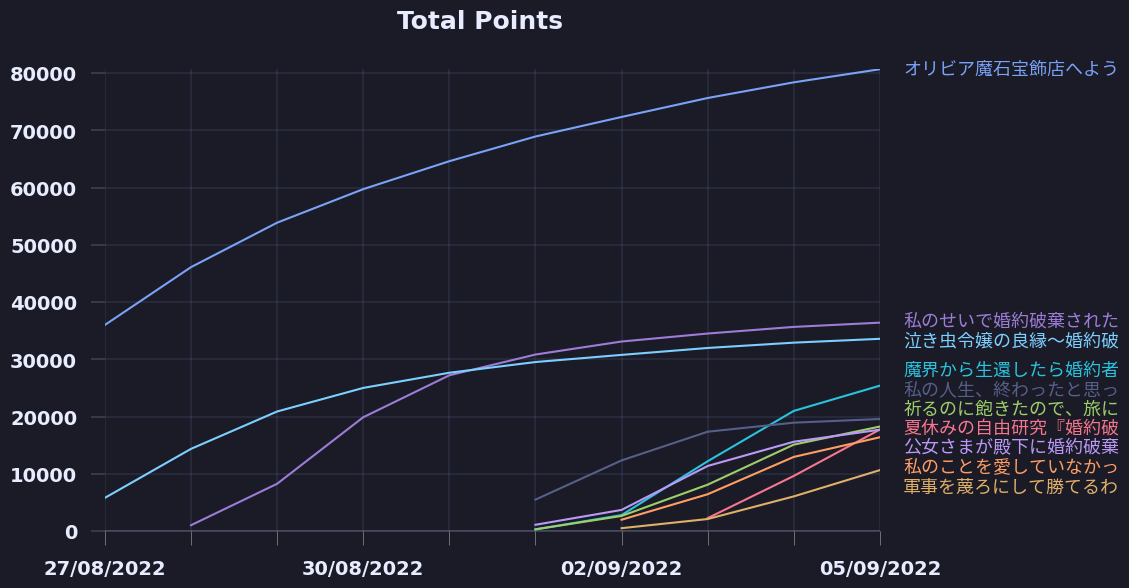 Total Points
80000
70000
60000
50000
40000
30000
20000
10000
0
27/08/2022
30/08/2022
02/09/2022
05/09/2022
オリビア魔石宝飾店へよう
私のせいで婚約破棄された
泣き虫令嬢の良縁～婚約破
魔界から生還したら婚約者
私の人生、終わったと思っ
祈るのに飽きたので、旅に
夏休みの自由研究『婚約破
公女さまが殿下に婚約破棄
私のことを愛していなかっ
軍事を蔑ろにして勝てるわ